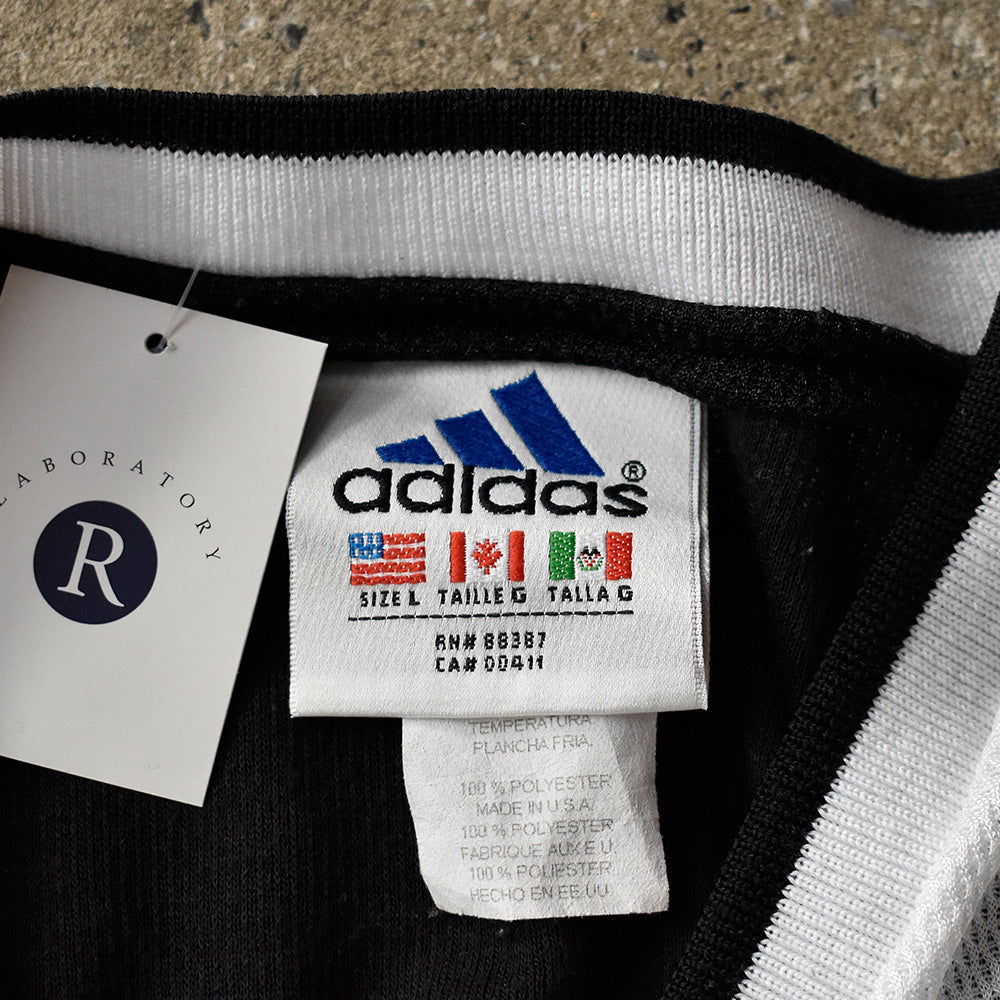 LABORATORY
R
adidas®
SIZE L TAILLE G TALLA G
RN# 88387
CA# 00411
TEMPERATURA
PLANCHA FRIA.
100 % POLYESTER
MADE IN U.S.A.
100 % POLYESTER
FABRIQUE AUX E.U.
100 % POLIESTER
HECHO EN EE.UU.